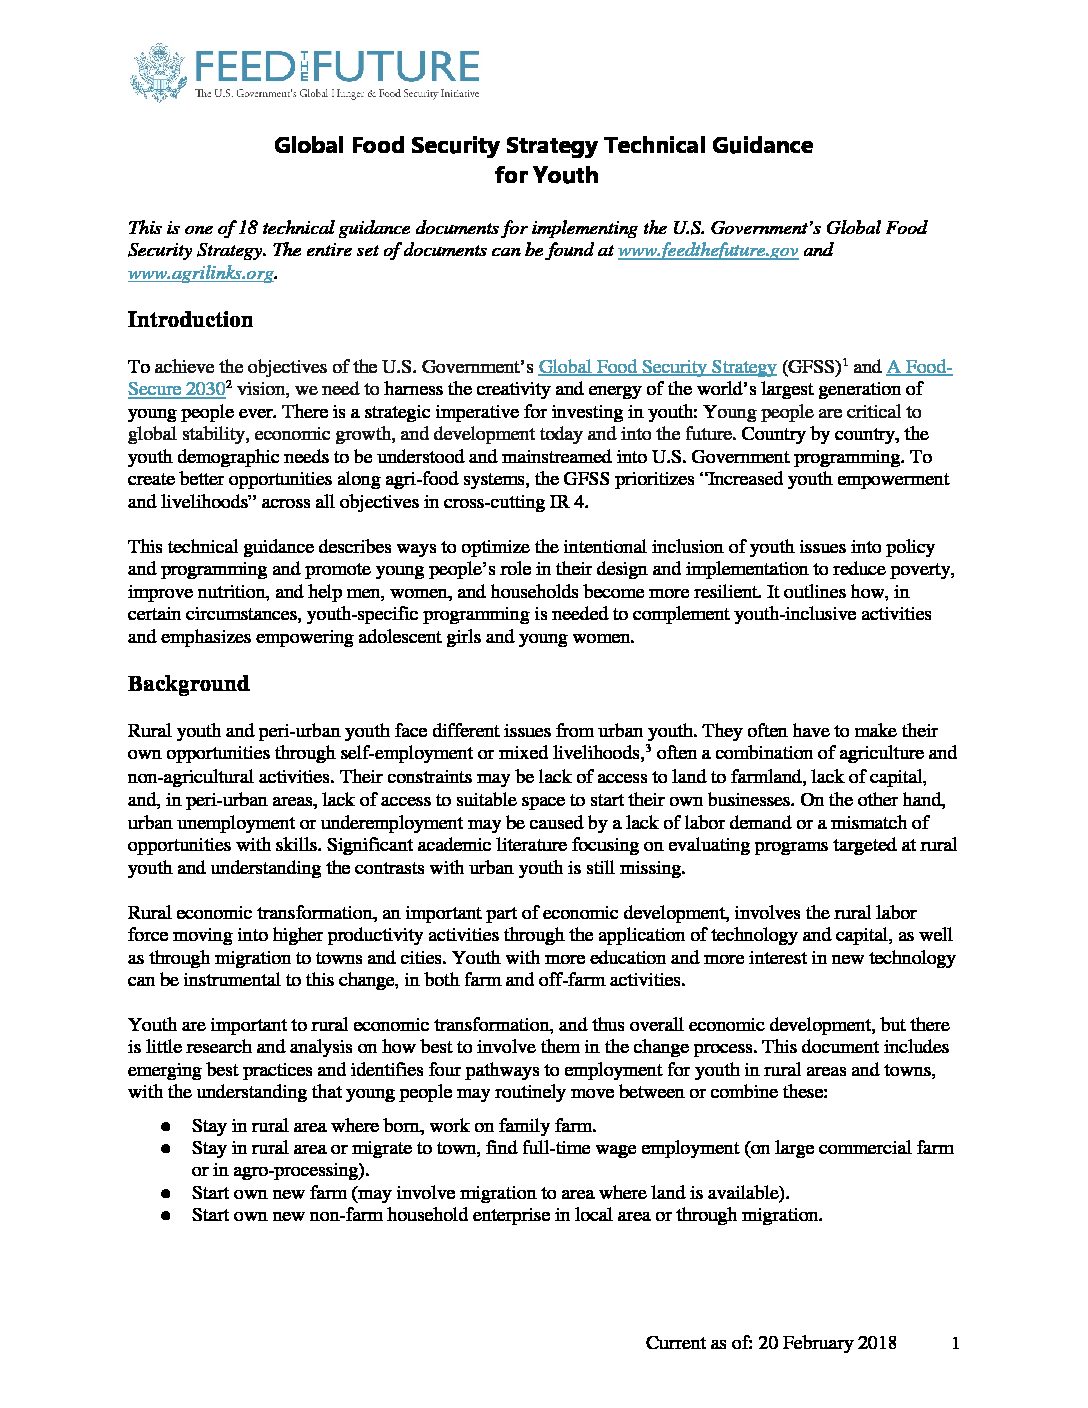 FEED THE FUTURE
The U.S. Government's Global Hunger & Food Security Initiative
Global Food Security Strategy Technical Guidance
for Youth
This is one of 18 technical guidance documents for implementing the U.S. Government's Global Food
Security Strategy. The entire set of documents can be found at www.feedthefuture.gov and
www.agrilinks.org.
Introduction
To achieve the objectives of the U.S. Government's Global Food Security Strategy (GFSS)1 and A Food-
Secure 20302 vision, we need to harness the creativity and energy of the world's largest generation of
young people ever. There is a strategic imperative for investing in youth: Young people are critical to
global stability, economic growth, and development today and into the future. Country by country, the
youth demographic needs to be understood and mainstreamed into U.S. Government programming. To
create better opportunities along agri-food systems, the GFSS prioritizes “Increased youth empowerment
and livelihoods” across all objectives in cross-cutting IR 4.
This technical guidance describes ways to optimize the intentional inclusion of youth issues into policy
and programming and promote young people's role in their design and implementation to reduce poverty,
improve nutrition, and help men, women, and households become more resilient. It outlines how, in
certain circumstances, youth-specific programming is needed to complement youth-inclusive activities
and emphasizes empowering adolescent girls and young women.
Background
Rural youth and peri-urban youth face different issues from urban youth. They often have to make their
own opportunities through self-employment or mixed livelihoods,3 often a combination of agriculture and
non-agricultural activities. Their constraints may be lack of access to land to farmland, lack of capital,
and, in peri-urban areas, lack of access to suitable space to start their own businesses. On the other hand,
urban unemployment or underemployment may be caused by a lack of labor demand or a mismatch of
opportunities with skills. Significant academic literature focusing on evaluating programs targeted at rural
youth and understanding the contrasts with urban youth is still missing.
Rural economic transformation, an important part of economic development, involves the rural labor
force moving into higher productivity activities through the application of technology and capital, as well
as through migration to towns and cities. Youth with more education and more interest in new technology
can be instrumental to this change, in both farm and off-farm activities.
Youth are important to rural economic transformation, and thus overall economic development, but there
is little research and analysis on how best to involve them in the change process. This document includes
emerging best practices and identifies four pathways to employment for youth in rural areas and towns,
with the understanding that young people may routinely move between or combine these:
● Stay in rural area where born, work on family farm.
● Stay in rural area or migrate to town, find full-time wage employment (on large commercial farm
or in agro-processing).
● Start own new farm (may involve migration to area where land is available).
● Start own new non-farm household enterprise in local area or through migration.
Current as of: 20 February 2018 1